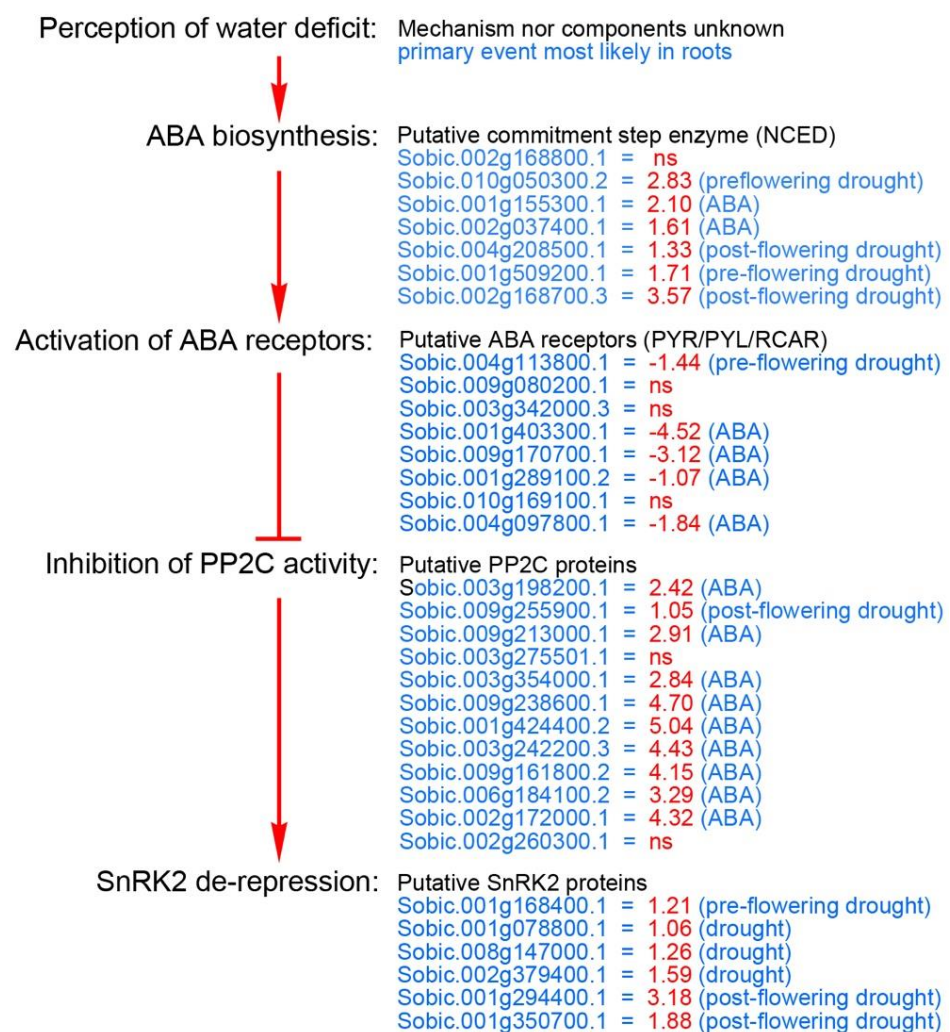 Perception of water deficit: Mechanism nor components unknown
primary event most likely in roots
ABA biosynthesis: Putative commitment step enzyme (NCED)
Sobic.002g168800.1 = ns
Sobic.010g050300.2 = 2.83 (preflowering drought)
Sobic.001g155300.1 = 2.10 (ABA)
Sobic.002g037400.1 = 1.61 (ABA)
Sobic.004g208500.1 = 1.33 (post-flowering drought)
Sobic.001g509200.1 = 1.71 (pre-flowering drought)
Sobic.002g168700.3 = 3.57 (post-flowering drought)
Activation of ABA receptors: Putative ABA receptors (PYR/PYL/RCAR)
Sobic.004g113800.1 = -1.44 (pre-flowering drought)
Sobic.009g080200.1 = ns
Sobic.003g342000.3 = ns
Sobic.001g403300.1 = -4.52 (ABA)
Sobic.009g170700.1 = -3.12 (ABA)
Sobic.001g289100.2 = -1.07 (ABA)
Sobic.010g169100.1 = ns
Sobic.004g097800.1 = -1.84 (ABA)
Inhibition of PP2C activity: Putative PP2C proteins
Sobic.003g198200.1 = 2.42 (ABA)
Sobic.009g255900.1 = 1.05 (post-flowering drought)
Sobic.009g213000.1 = 2.91 (ABA)
Sobic.003g275501.1 = ns
Sobic.003g354000.1 = 2.84 (ABA)
Sobic.009g238600.1 = 4.70 (ABA)
Sobic.001g424400.2 = 5.04 (ABA)
Sobic.003g242200.3 = 4.43 (ABA)
Sobic.009g161800.2 = 4.15 (ABA)
Sobic.006g184100.2 = 3.29 (ABA)
Sobic.002g172000.1 = 4.32 (ABA)
Sobic.002g260300.1 = ns
SnRK2 de-repression: Putative SnRK2 proteins
Sobic.001g168400.1 = 1.21 (pre-flowering drought)
Sobic.001g078800.1 = 1.06 (drought)
Sobic.008g147000.1 = 1.26 (drought)
Sobic.002g379400.1 = 1.59 (drought)
Sobic.001g294400.1 = 3.18 (post-flowering drought)
Sobic.001g350700.1 = 1.88 (post-flowering drought)